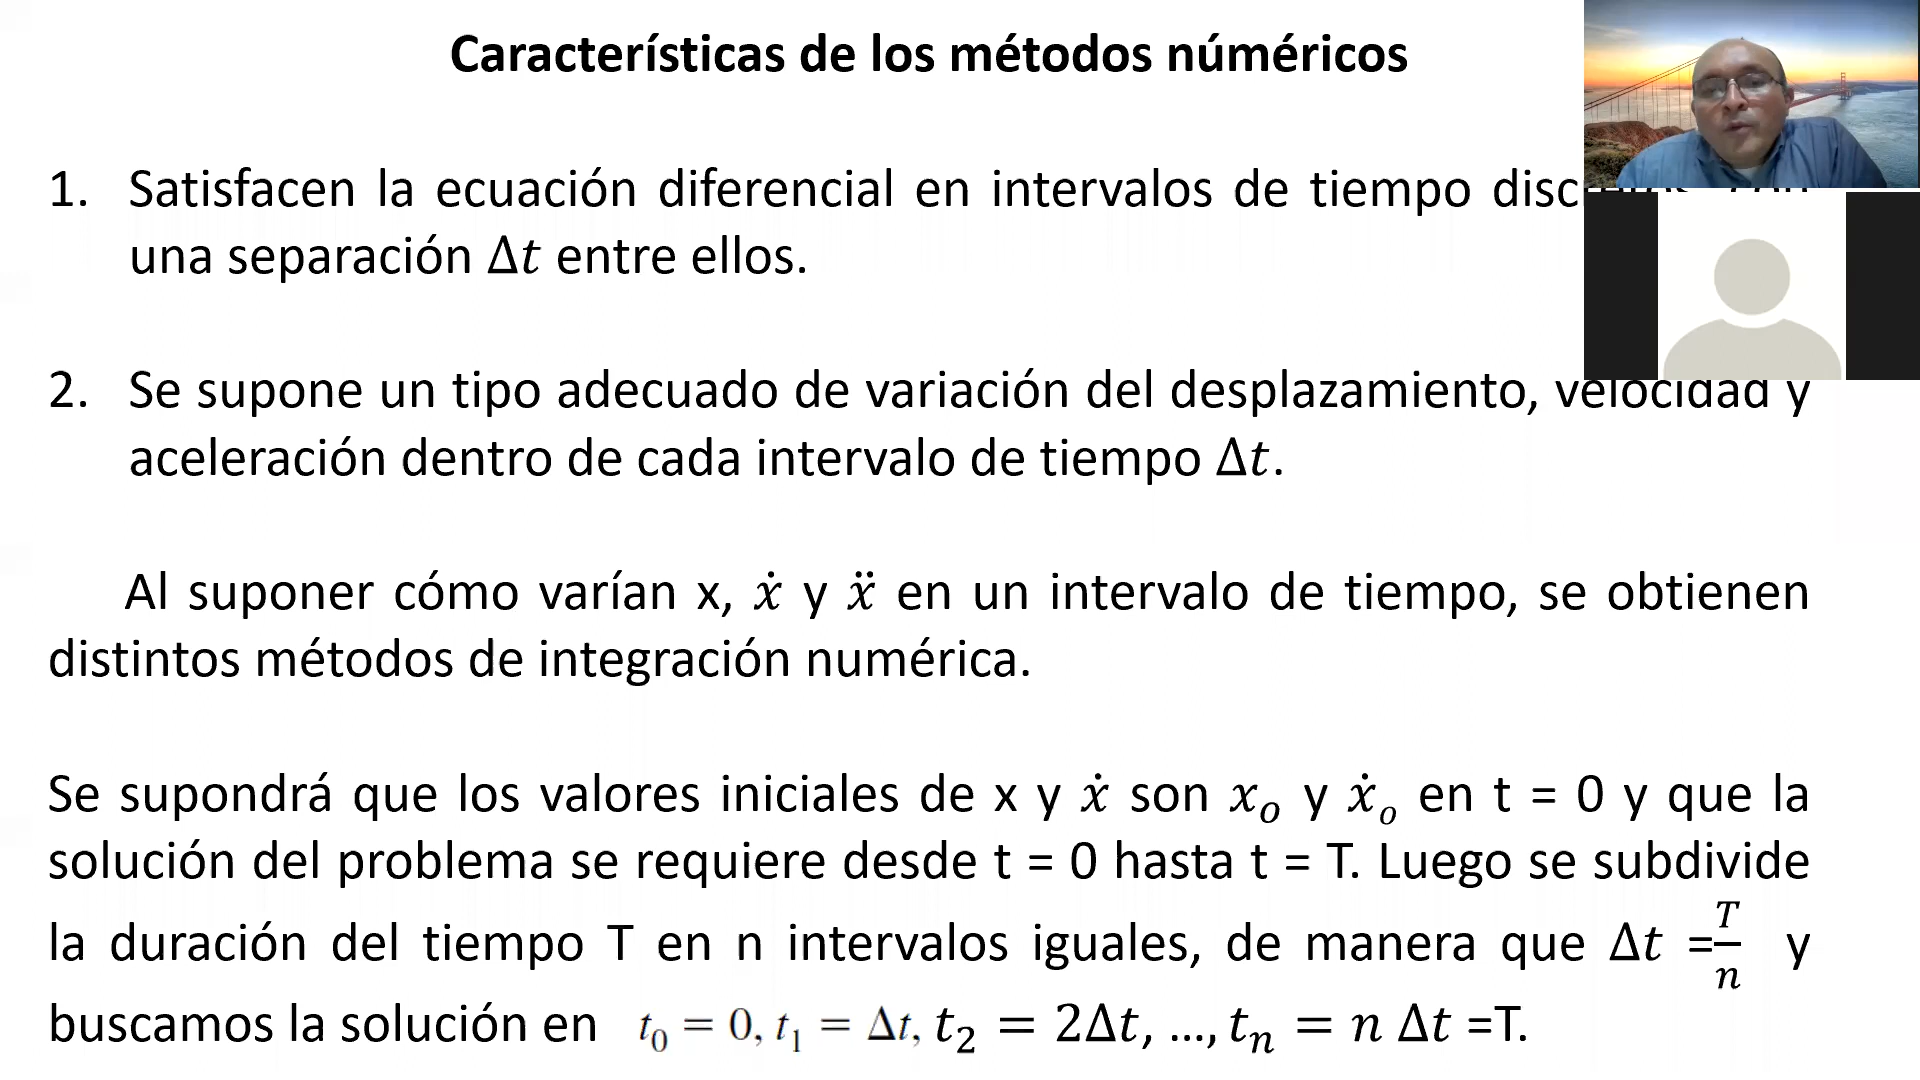 Características de los métodos núméricos
1. Satisfacen la ecuación diferencial en intervalos de tiempo
una separación Δt entre ellos.
2. Se supone un tipo adecuado de variación del desplazamiento, velocidad y
aceleración dentro de cada intervalo de tiempo Δt.
Al suponer cómo varían x, ẋ y ẍ en un intervalo de tiempo, se obtienen
distintos métodos de integración numérica.
Se supondrá que los valores iniciales de x y ẋ son xₒ y ẋₒ en t = 0 y que la
solución del problema se requiere desde t = 0 hasta t = T. Luego se subdivide
la duración del tiempo T en n intervalos iguales, de manera que Δt =T/n y
buscamos la solución en t₀ = 0, t₁ = Δt, t₂ = 2Δt, ..., tₙ = n Δt =T.